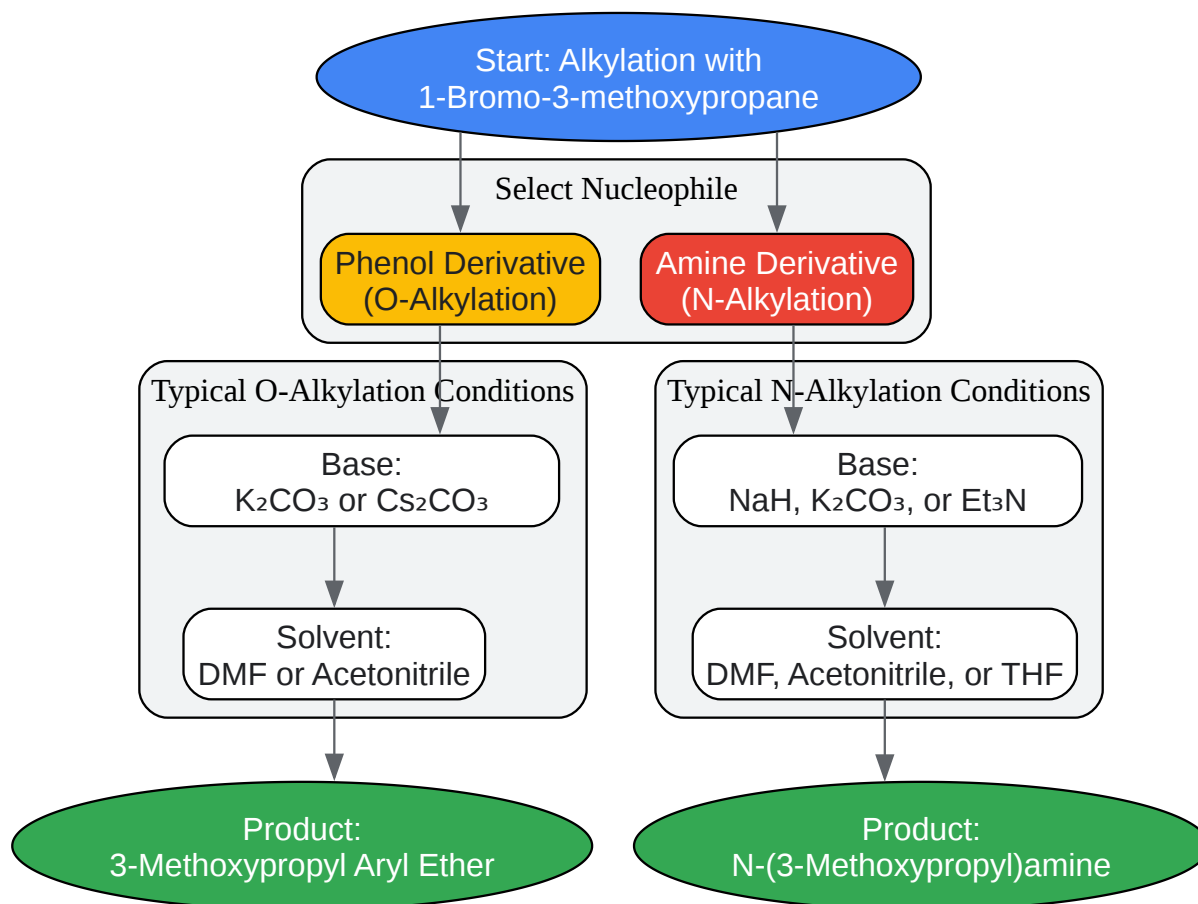 Start: Alkylation with
1-Bromo-3-methoxypropane
Select Nucleophile
Phenol Derivative
(O-Alkylation)
Amine Derivative
(N-Alkylation)
Typical O-Alkylation Conditions
Base:
K₂CO₃ or Cs₂CO₃
Solvent:
DMF or Acetonitrile
Typical N-Alkylation Conditions
Base:
NaH, K₂CO₃, or Et₃N
Solvent:
DMF, Acetonitrile, or THF
Product:
3-Methoxypropyl Aryl Ether
Product:
N-(3-Methoxypropyl)amine